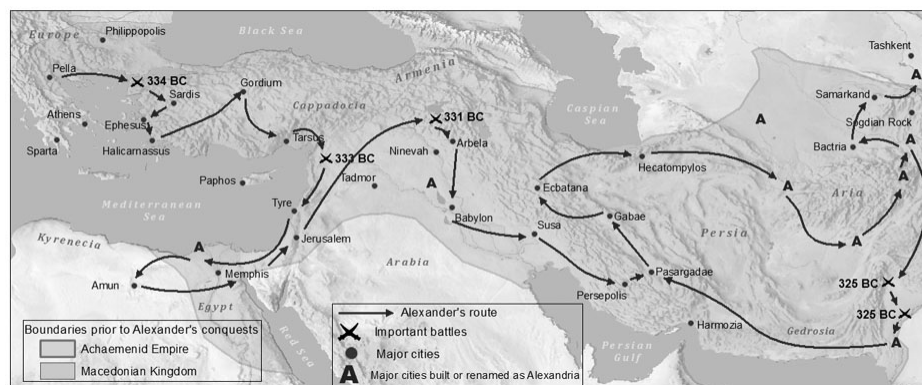 Europe
Philippopolis
Black Sea
Pella
334 BC
Sardis
Gordium
Armenia
Cappadocia
Athens
Ephesus
Sparta
Halicarnassus
Tarsus
333 BC
331 BC
Ninevah
Arbela
Tadmor
Paphos
Mediterranean
Sea
Tyre
Jerusalem
A
Babylon
Kyrenecia
A
Amun
Memphis
Egypt
Red Sea
Arabia
Caspian
Sea
Hecatompylos
Ecbatana
Gabae
Susa
Persia
Pasargadae
Persepolis
Harmozia
Persian
Gulf
Gedrosia
Tashkent
A
Samarkand
Sogdian Rock
A
Bactria
A
A
A
Aria
A
A
325 BC
325 BC
A
Boundaries prior to Alexander's conquests
Achaemenid Empire
Macedonian Kingdom
Alexander's route
Important battles
Major cities
A Major cities built or renamed as Alexandria